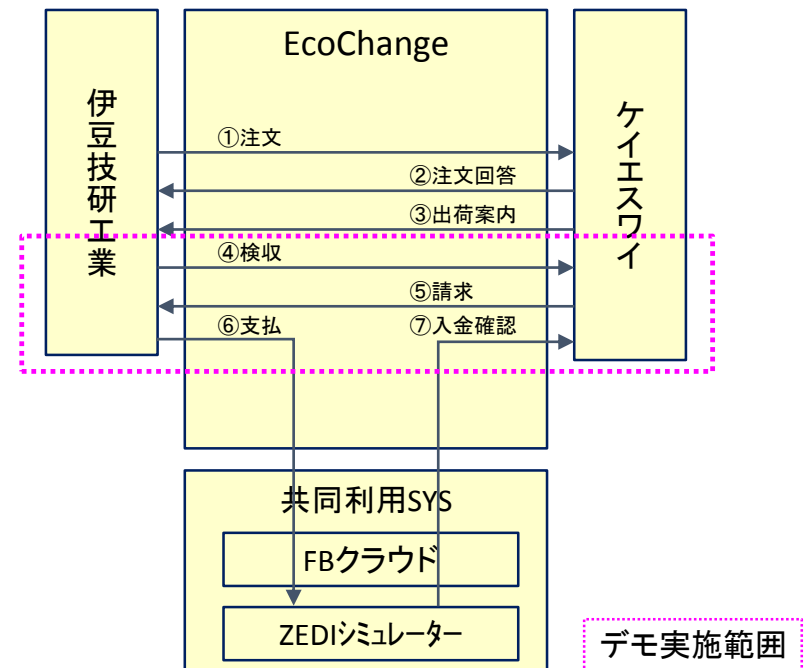 EcoChange
伊豆技研工業
ケイエスワイ
①注文
②注文回答
③出荷案内
④検収
⑤請求
⑥支払
⑦入金確認
共同利用SYS
FBクラウド
ZEDIシミュレーター
デモ実施範囲